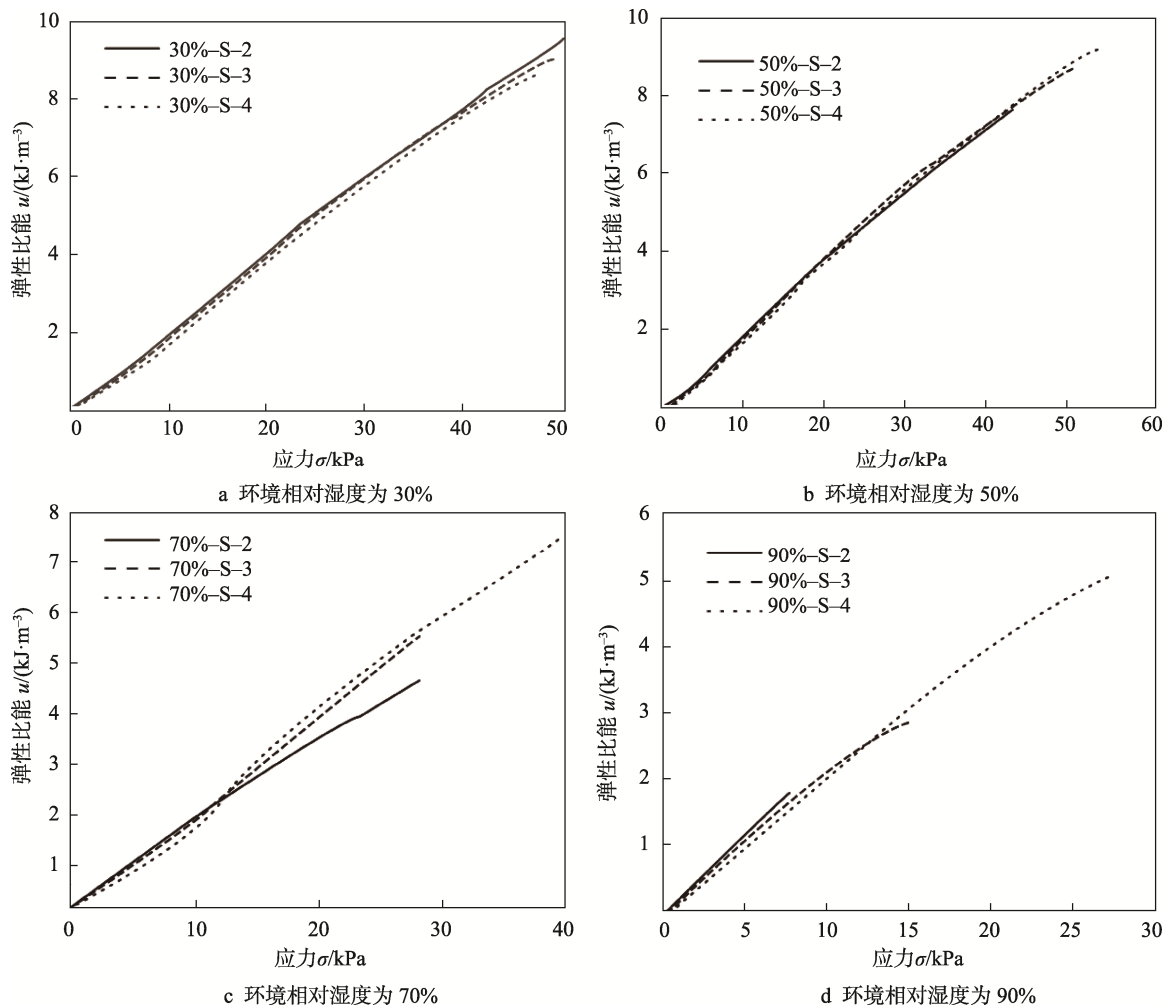 10
8
6
4
2
弹性比能 u/(kJ·m⁻³)
30%–S–2
30%–S–3
30%–S–4
0 10 20 30 40 50
应力σ/kPa
a 环境相对湿度为 30%
10
8
6
4
2
弹性比能 u/(kJ·m⁻³)
50%–S–2
50%–S–3
50%–S–4
0 10 20 30 40 50 60
应力σ/kPa
b 环境相对湿度为 50%
8
7
6
5
4
3
2
1
弹性比能 u/(kJ·m⁻³)
70%–S–2
70%–S–3
70%–S–4
0 10 20 30 40
应力σ/kPa
c 环境相对湿度为 70%
6
5
4
3
2
1
0
弹性比能 u/(kJ·m⁻³)
90%–S–2
90%–S–3
90%–S–4
0 5 10 15 20 25 30
应力σ/kPa
d 环境相对湿度为 90%